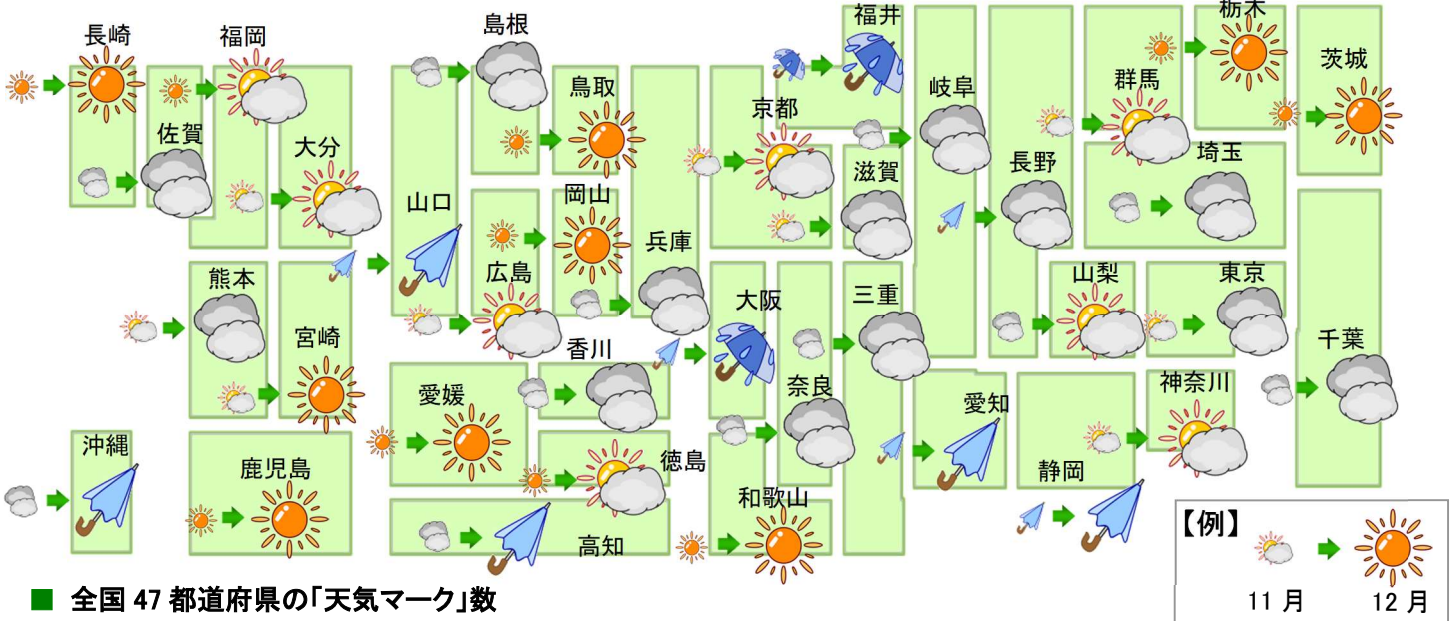 長崎
福岡
佐賀
大分
熊本
宮崎
沖縄
鹿児島
島根
鳥取
山口
岡山
広島
兵庫
香川
愛媛
徳島
高知
福井
京都
滋賀
大阪
三重
奈良
和歌山
岐阜
長野
愛知
静岡
栃木
群馬
茨城
埼玉
山梨
東京
千葉
神奈川
【例】
11 月
12 月
■ 全国 47 都道府県の「天気マーク」数